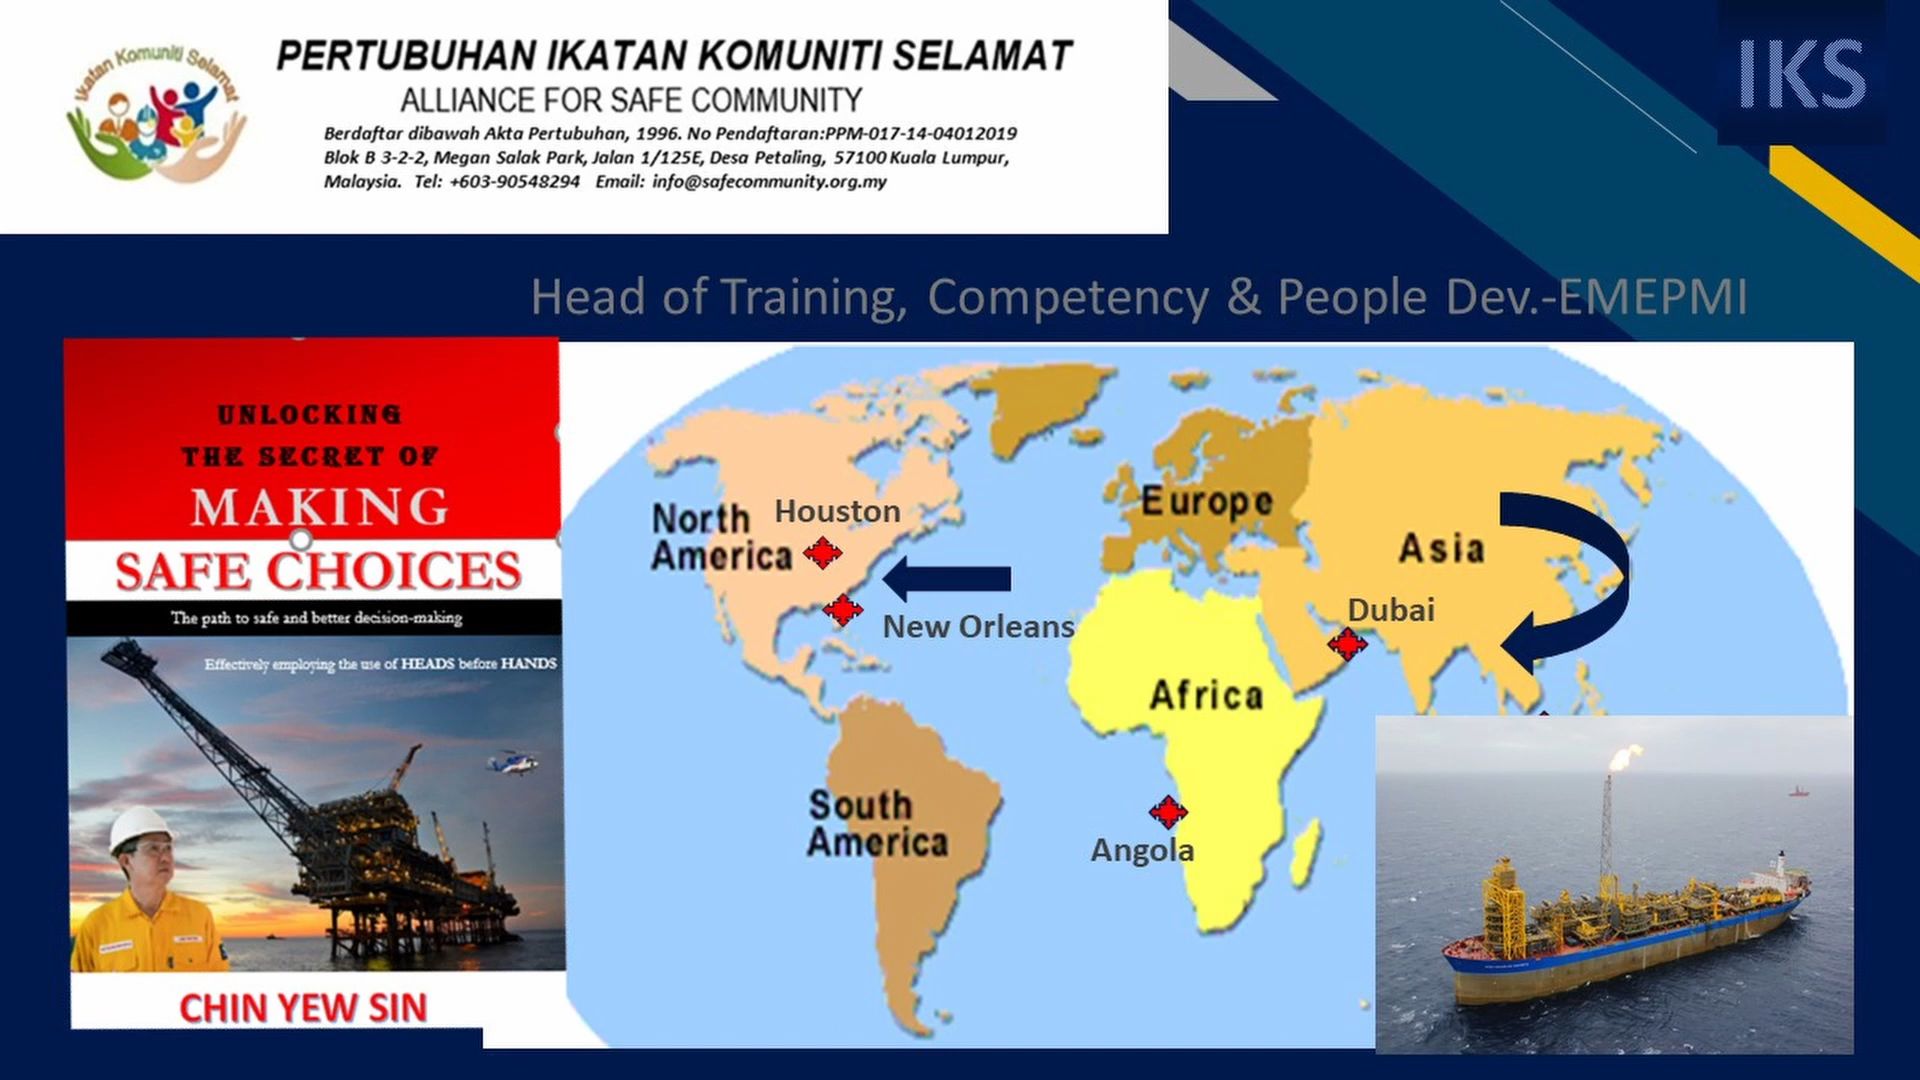 Ikatan Komuniti Selamat
PERTUBUHAN IKATAN KOMUNITI SELAMAT
ALLIANCE FOR SAFE COMMUNITY
Berdaftar dibawah Akta Pertubuhan, 1996. No Pendaftaran:PPM-017-14-04012019
Blok B 3-2-2, Megan Salak Park, Jalan 1/125E, Desa Petaling, 57100 Kuala Lumpur,
Malaysia. Tel: +603-90548294 Email: info@safecommunity.org.my
IKS
Head of Training, Competency & People Dev.-EMEPMI
UNLOCKING
THE SECRET OF
MAKING
SAFE CHOICES
The path to safe and better decision-making
Effectively employing the use of HEADS before HANDS
CHIN YEW SIN
North
America
Houston
New Orleans
Europe
Asia
Dubai
Africa
South
America
Angola